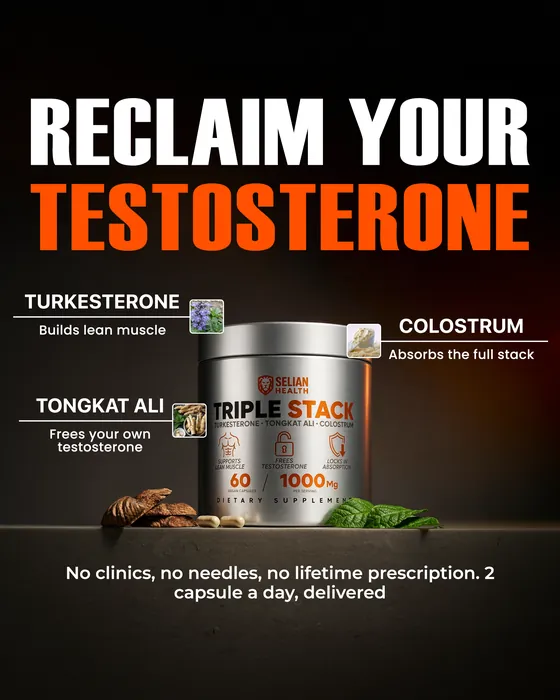 RECLAIM YOUR
TESTOSTERONE
TURKESTERONE
Builds lean muscle
COLOSTRUM
Absorbs the full stack
TONGKAT ALI
Frees your own
testosterone
SELIAN
HEALTH
TRIPLE STACK
TURKESTERONE · TONGKAT ALI · COLOSTRUM
SUPPORTS
LEAN MUSCLE
FREES
TESTOSTERONE
LOCKS IN
ABSORPTION
60
1000Mg
PER SERVING
DIETARY SUPPLEMENT
No clinics, no needles, no lifetime prescription. 2
capsule a day, delivered